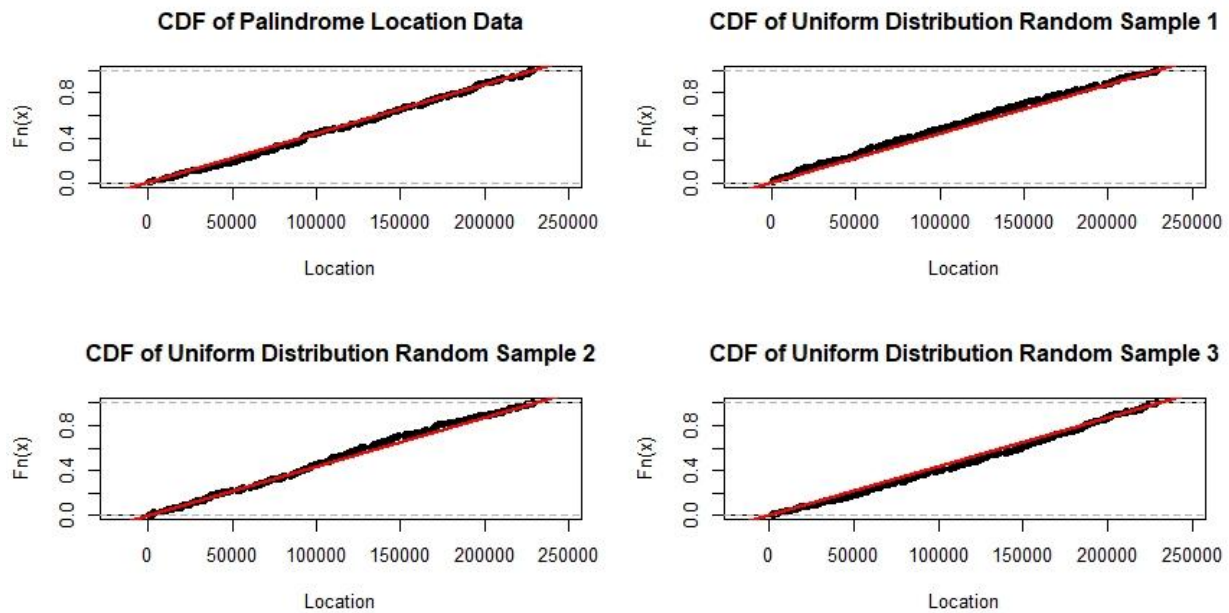 CDF of Palindrome Location Data
Fn(x)
0.0 0.4 0.8
0 50000 100000 150000 200000 250000
Location
CDF of Uniform Distribution Random Sample 1
Fn(x)
0.0 0.4 0.8
0 50000 100000 150000 200000 250000
Location
CDF of Uniform Distribution Random Sample 2
Fn(x)
0.0 0.4 0.8
0 50000 100000 150000 200000 250000
Location
CDF of Uniform Distribution Random Sample 3
Fn(x)
0.0 0.4 0.8
0 50000 100000 150000 200000 250000
Location